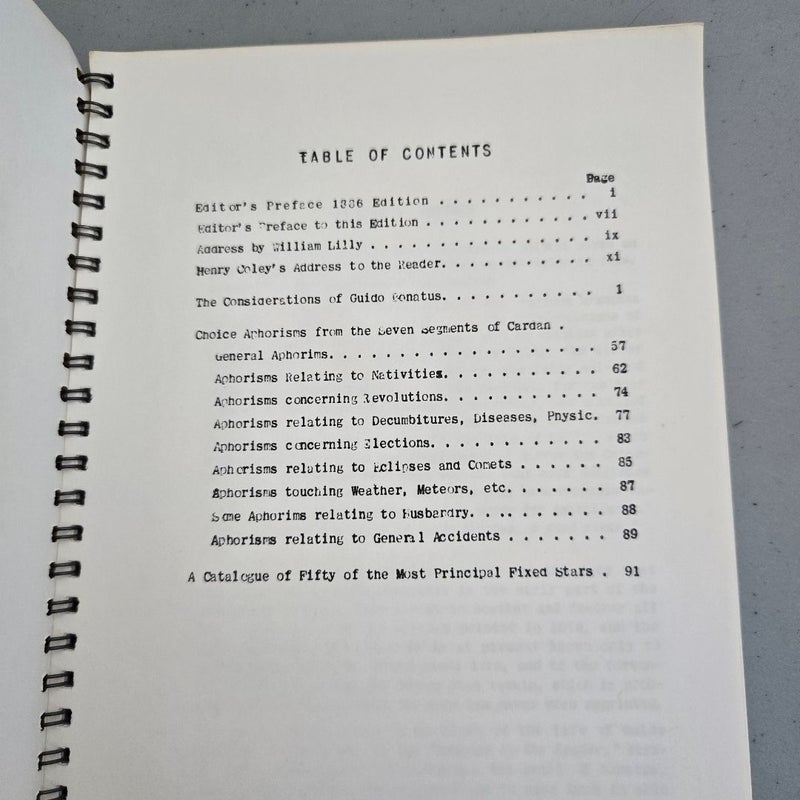 TABLE OF CONTENTS
Page
Editor's Preface 1886 Edition . . . . . . . . . . . i
Editor's Preface to this Edition . . . . . . . . . . . . vii
Address by William Lilly . . . . . . . . . . . . . . . ix
Henry Coley's Address to the Reader. . . . . . . . . . . xi
The Considerations of Guido Bonatus. . . . . . . . . . . 1
Choice Aphorisms from the Seven Segments of Cardan .
General Aphorims. . . . . . . . . . . . . . . . . . . 57
Aphorisms Relating to Nativities. . . . . . . . . . . 62
Aphorisms concerning Revolutions. . . . . . . . . . . 74
Aphorisms relating to Decumbitures, Diseases, Physic. 77
Aphorisms concerning Elections. . . . . . . . . . . . 83
Aphorisms relating to Eclipses and Comets . . . . . . 85
Aphorisms touching Weather, Meteors, etc. . . . . . . 87
Some Aphorims relating to Husbandry. . . . . . . . . 88
Aphorisms relating to General Accidents . . . . . . . 89
A Catalogue of Fifty of the Most Principal Fixed Stars . 91